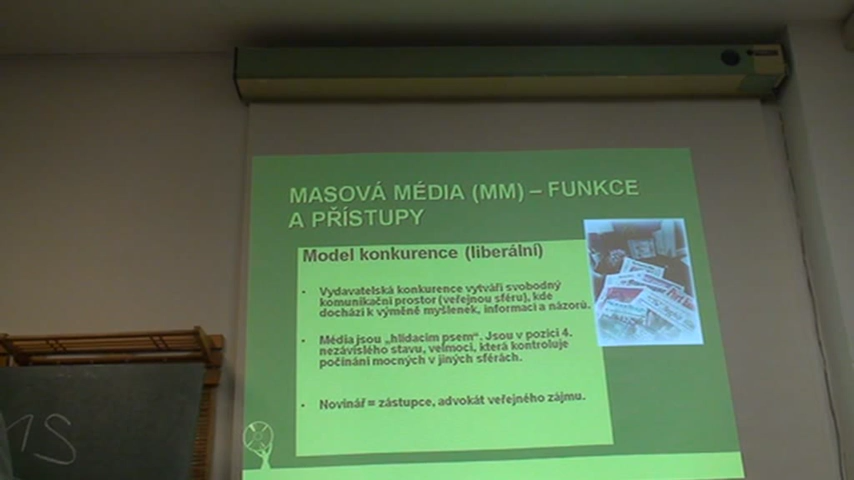 MASOVÁ MÉDIA (MM) – FUNKCE
A PŘÍSTUPY
Model konkurence (liberální)
• Vydavatelská konkurence vytváří svobodný
komunikační prostor (veřejnou sféru), kde
dochází k výměně myšlenek, informací a názorů.
• Média jsou „hlídacím psem“. Jsou v pozici 4.
nezávislého stavu, velmoci, která kontroluje
počínání mocných v jiných sférách.
• Novinář = zástupce, advokát veřejného zájmu.